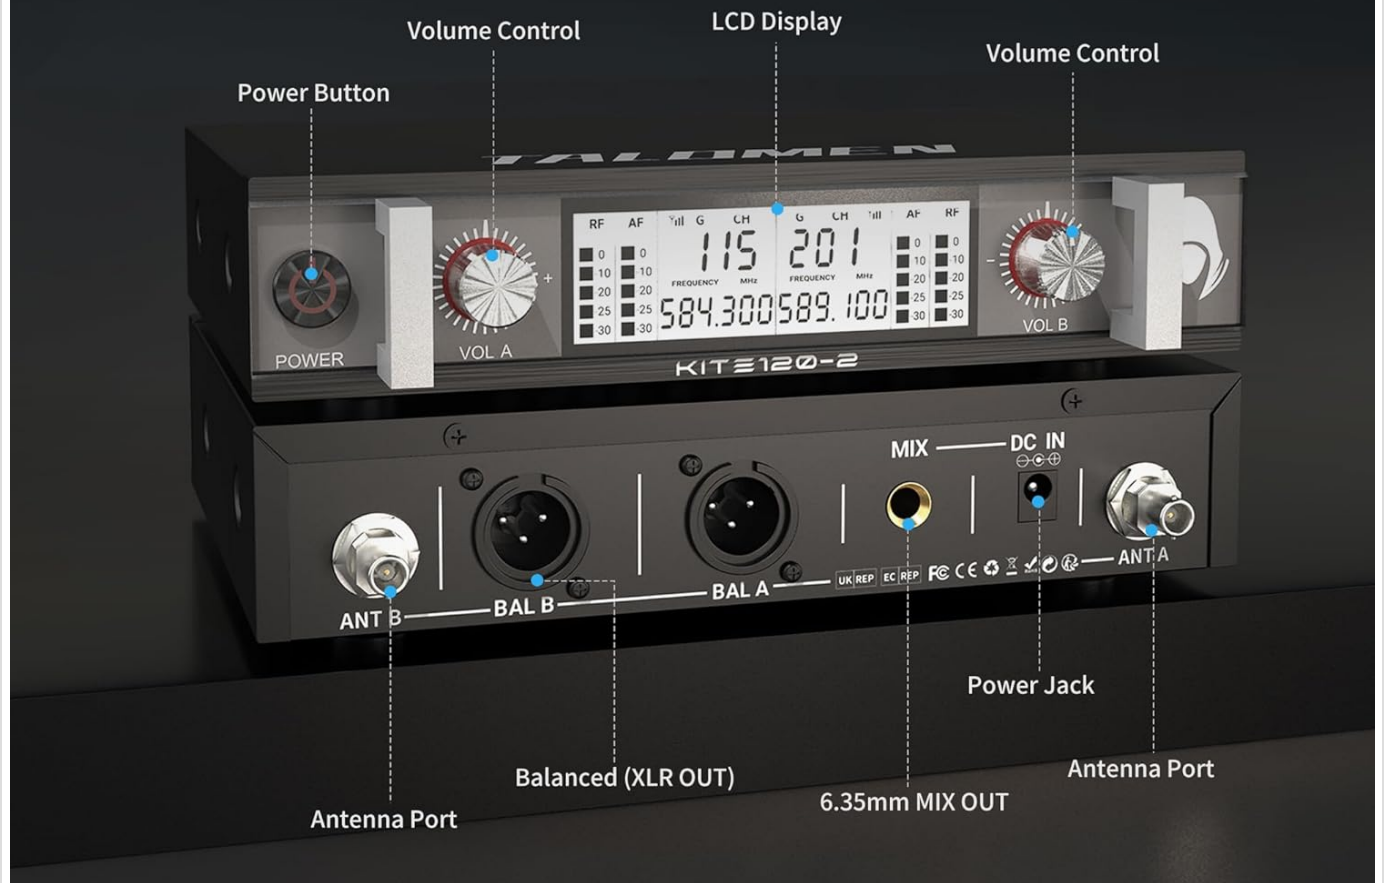 Volume Control
LCD Display
Volume Control
Power Button
TALOMEN
RF AF G CH G CH AF RF
115 201
FREQUENCY MHz FREQUENCY MHz
584.300 589.100
0 0 0 0
-10 -10 -10 -10
-20 -20 -20 -20
-25 -25 -25 -25
-30 -30 -30 -30
- +
POWER
VOL A
VOL B
KITE120-2
MIX
DC IN
ANT B
BAL B
BAL A
UK REP EC REP FC CE
ANT A
Power Jack
Antenna Port
Balanced (XLR OUT)
6.35mm MIX OUT
Antenna Port